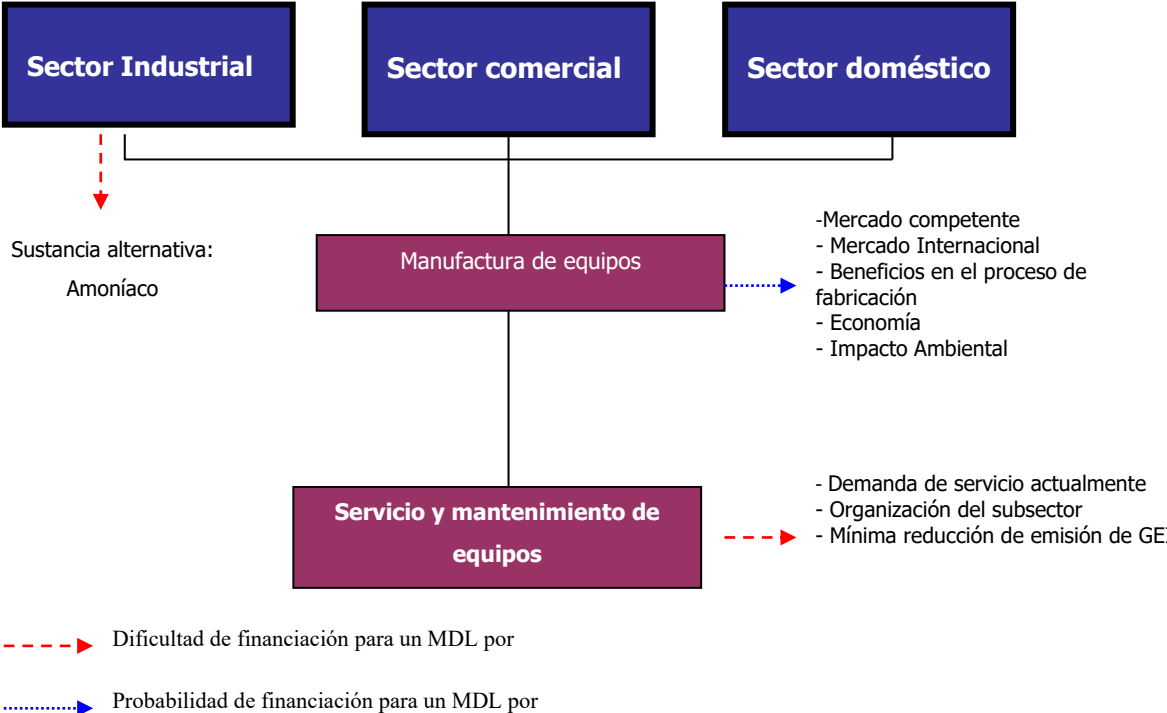 Sector Industrial
Sector comercial
Sector doméstico
Sustancia alternativa:
Amoníaco
Manufactura de equipos
-Mercado competente
- Mercado Internacional
- Beneficios en el proceso de
fabricación
- Economía
- Impacto Ambiental
Servicio y mantenimiento de
equipos
- Demanda de servicio actualmente
- Organización del subsector
- Mínima reducción de emisión de GEI
Dificultad de financiación para un MDL por
Probabilidad de financiación para un MDL por